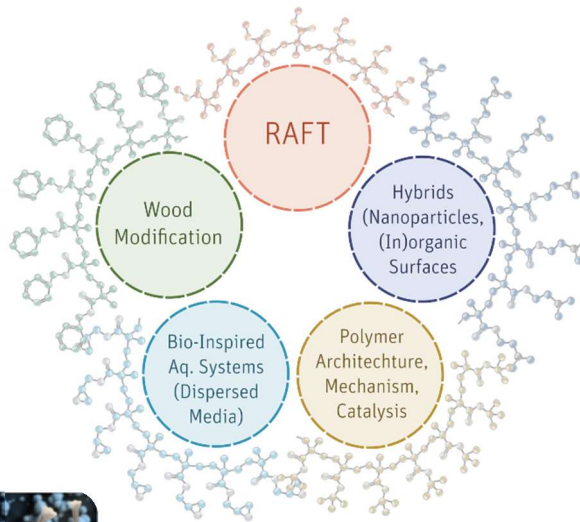 RAFT
Hybrids
(Nanoparticles,
(In)organic
Surfaces
Wood
Modification
Bio-Inspired
Aq. Systems
(Dispersed
Media)
Polymer
Architechture,
Mechanism,
Catalysis